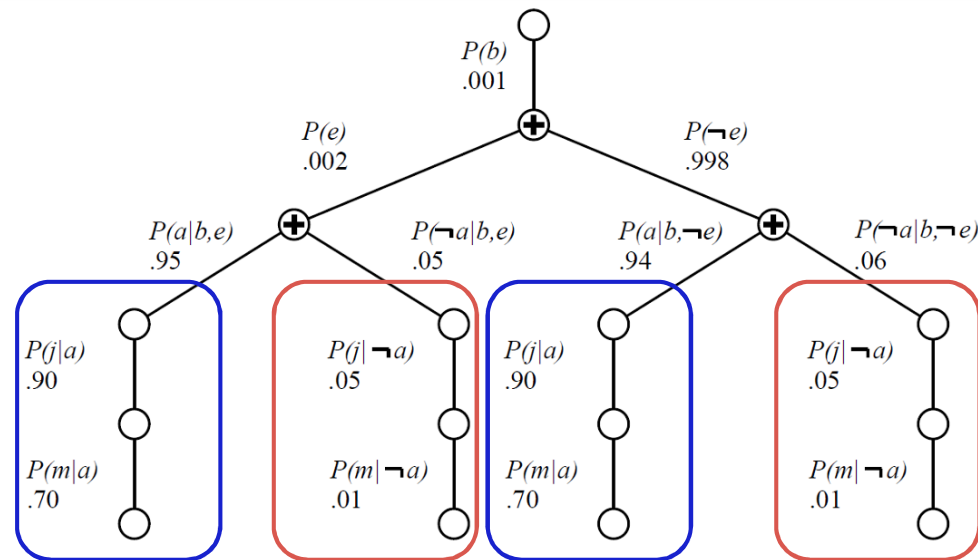 P(b)
.001
P(e)
.002
P(¬e)
.998
P(a|b,e)
.95
P(¬a|b,e)
.05
P(a|b,¬e)
.94
P(¬a|b,¬e)
.06
P(j|a)
.90
P(j|¬a)
.05
P(j|a)
.90
P(j|¬a)
.05
P(m|a)
.70
P(m|¬a)
.01
P(m|a)
.70
P(m|¬a)
.01